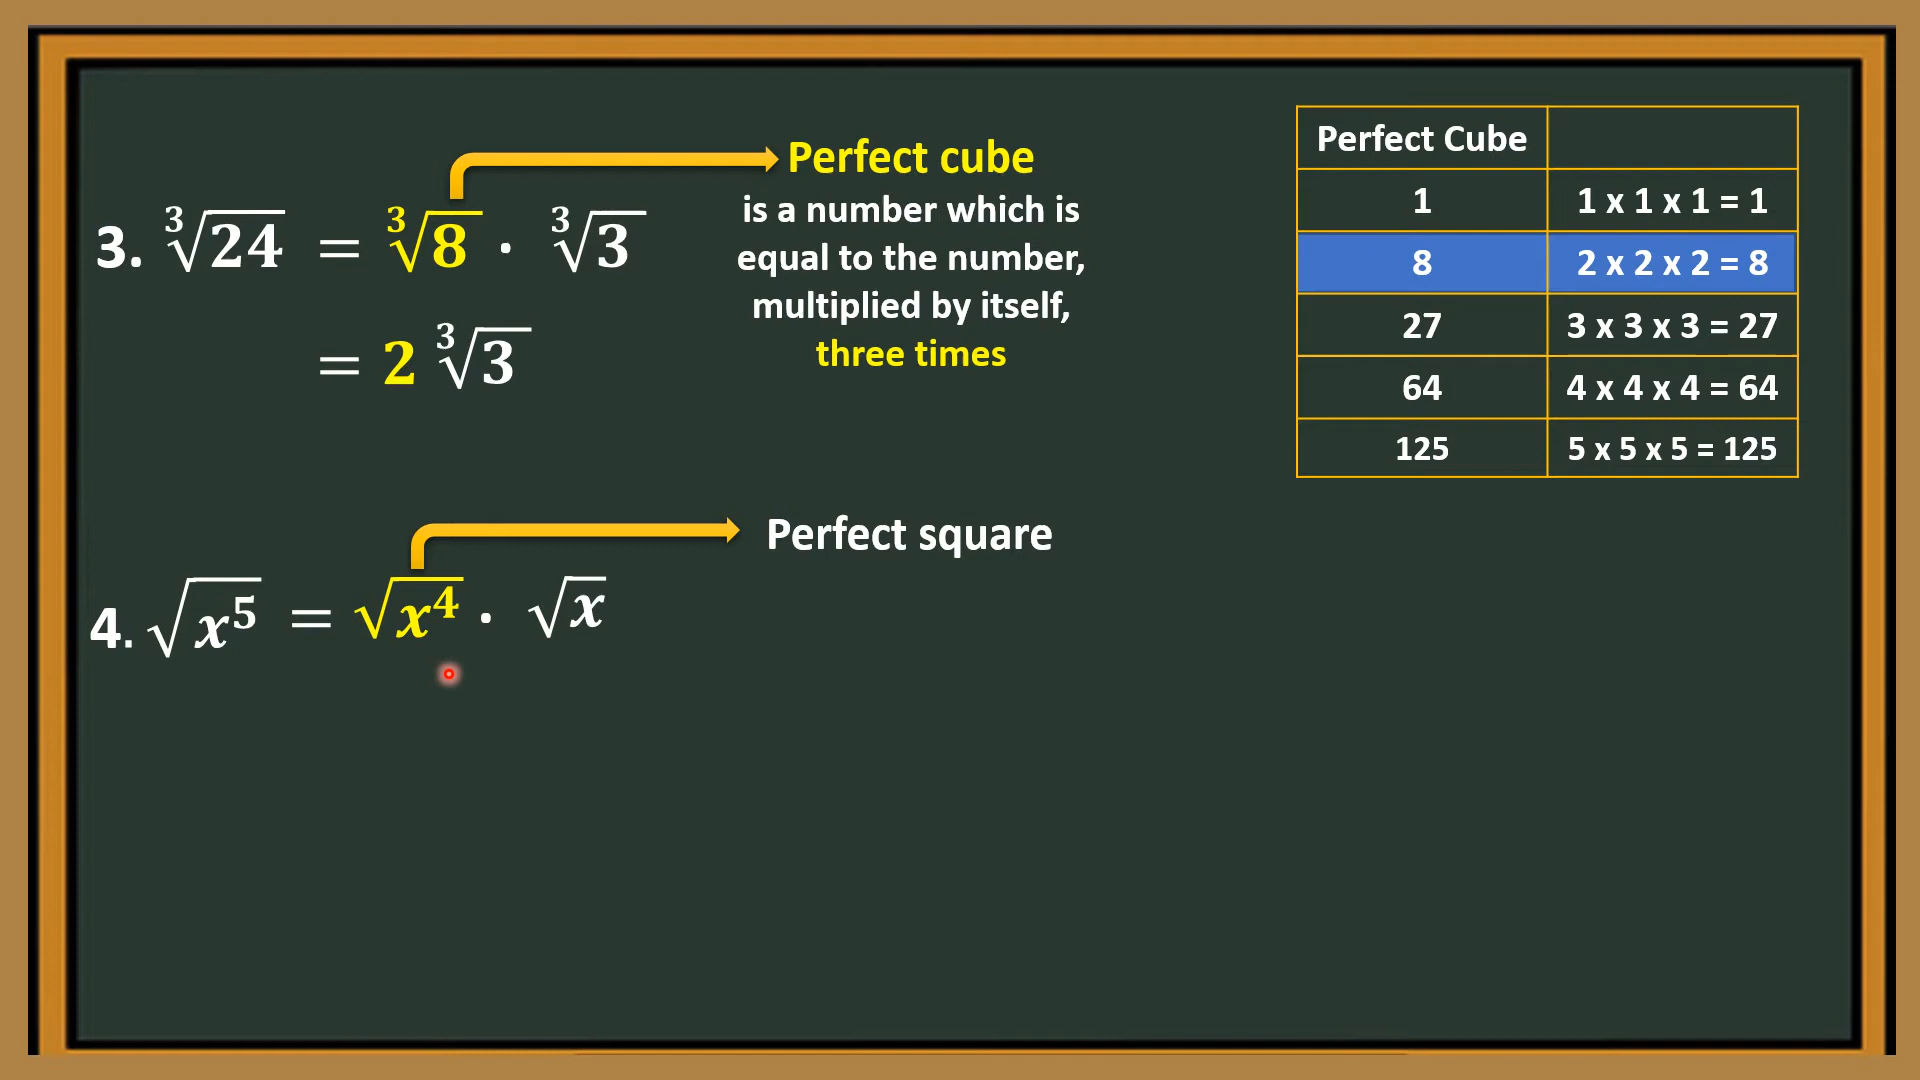 3. ∛24 = ∛8 · ∛3
= 2 ∛3
Perfect cube
is a number which is
equal to the number,
multiplied by itself,
three times
Perfect Cube
1 1 x 1 x 1 = 1
8 2 x 2 x 2 = 8
27 3 x 3 x 3 = 27
64 4 x 4 x 4 = 64
125 5 x 5 x 5 = 125
Perfect square
4. √x⁵ = √x⁴ · √x